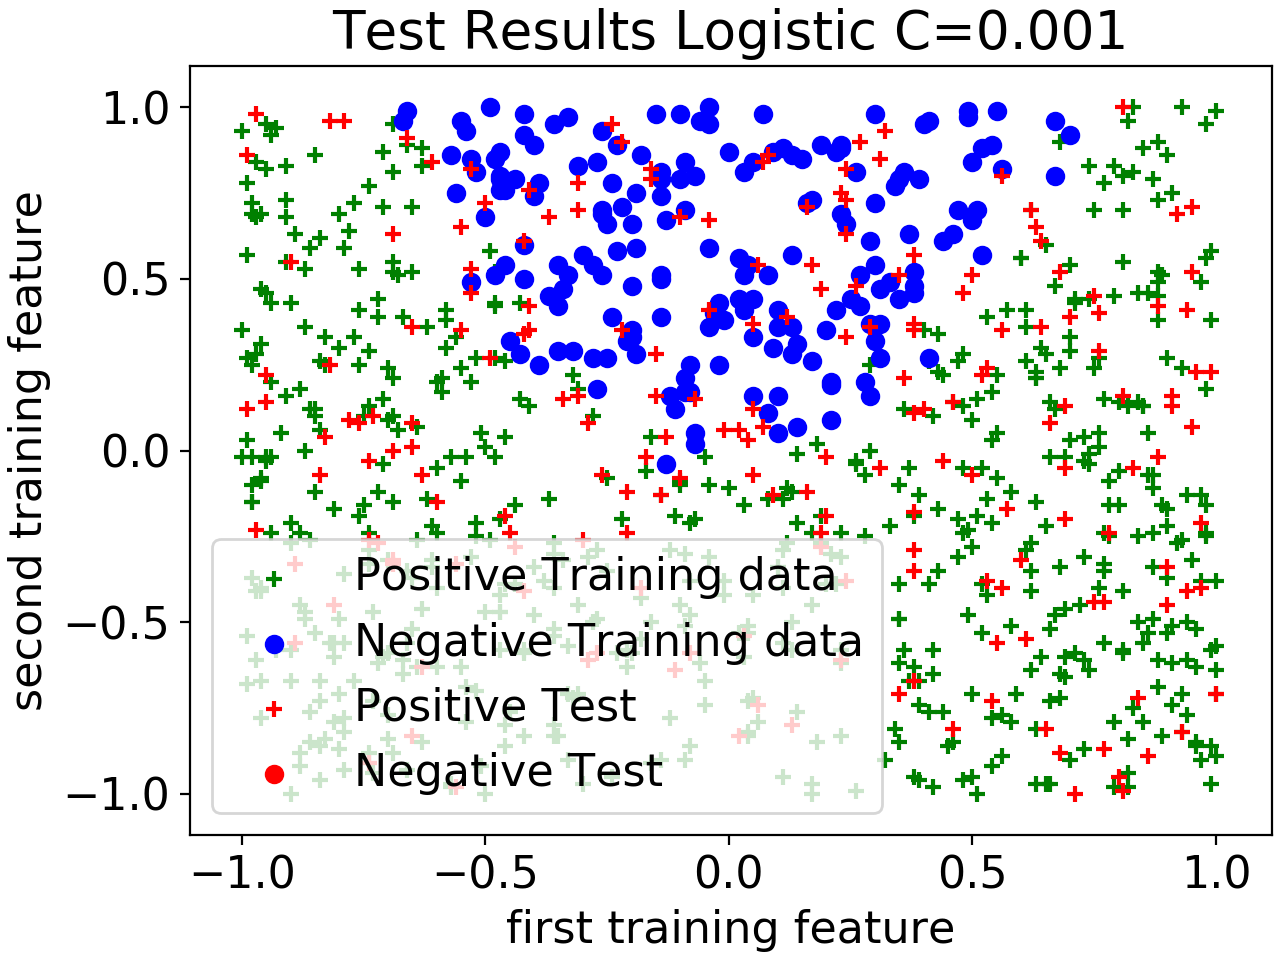 Test Results Logistic C=0.001
1.0
0.5
0.0
−0.5
−1.0
second training feature
Positive Training data
Negative Training data
Positive Test
Negative Test
−1.0 −0.5 0.0 0.5 1.0
first training feature